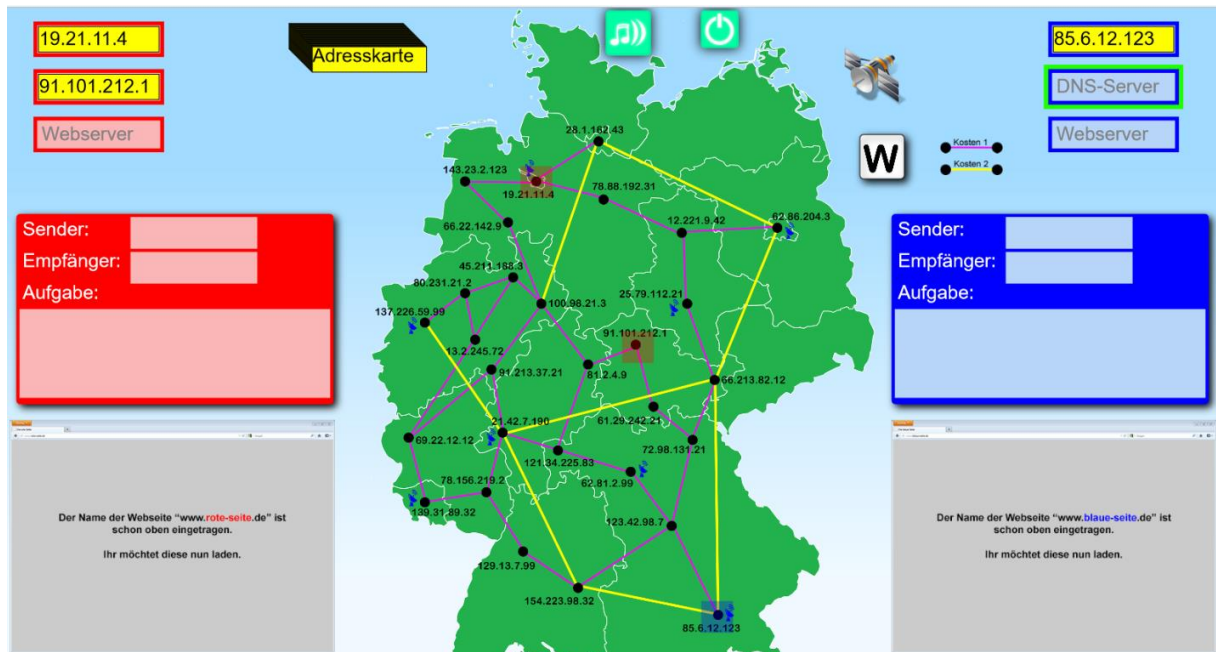 19.21.11.4
91.101.212.1
Webserver
Adresskarte
85.6.12.123
DNS-Server
Webserver
W
Kosten 1
Kosten 2
Sender:
Empfänger:
Aufgabe:
Sender:
Empfänger:
Aufgabe:
28.1.162.43
143.23.2.123
19.21.11.4
78.88.192.31
66.22.142.9
12.221.9.42
62.86.204.3
45.211.168.3
80.231.21.2
100.98.21.3
25.79.112.21
137.226.59.99
91.101.212.1
13.2.245.72
91.213.37.21
81.2.4.9
66.213.82.12
61.29.242.21
21.42.7.190
69.22.12.12
72.98.131.21
121.34.225.83
78.156.219.2
62.81.2.99
139.31.89.32
123.42.98.7
129.13.7.99
154.223.98.32
85.6.12.123
Der Name der Webseite “www.rote-seite.de” ist
schon oben eingetragen.
Ihr möchtet diese nun laden.
Der Name der Webseite “www.blaue-seite.de” ist
schon oben eingetragen.
Ihr möchtet diese nun laden.